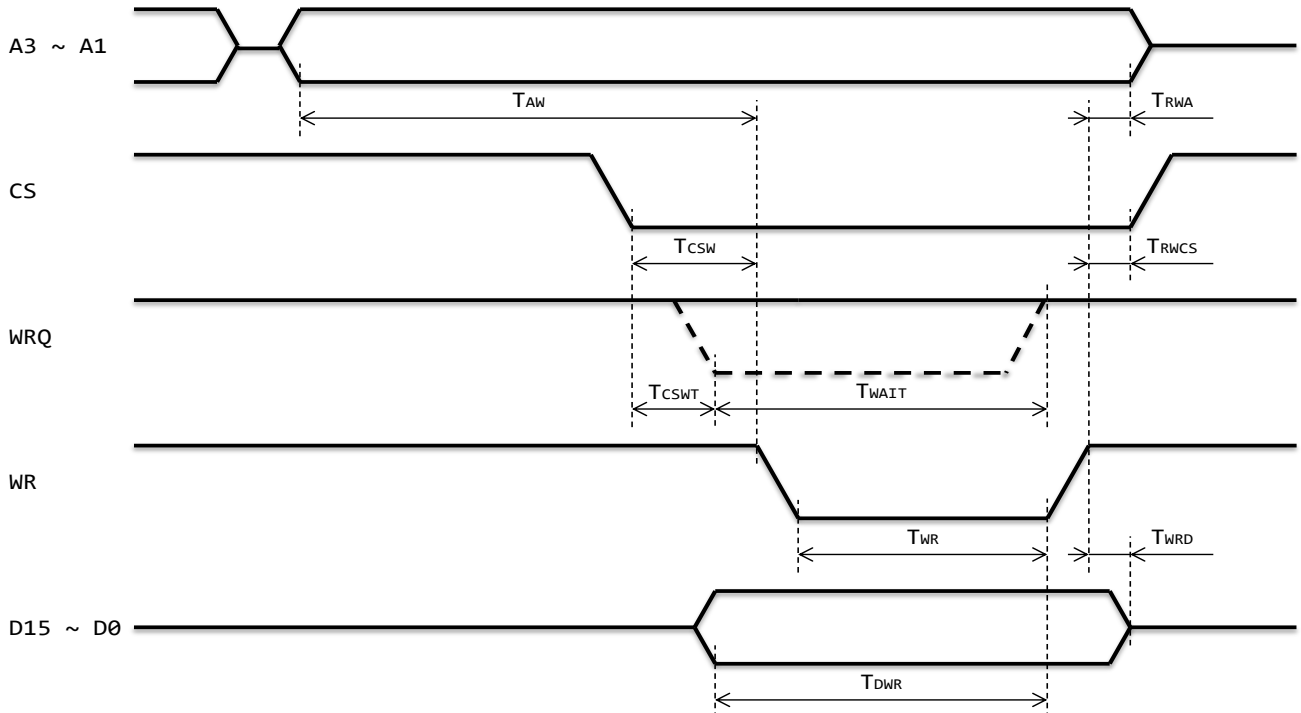 A3 ~ A1
TAW
TRWA
CS
TCSW
TRWCS
WRQ
TCSWT
TWAIT
WR
TWR
TWRD
D15 ~ D0
TDWR